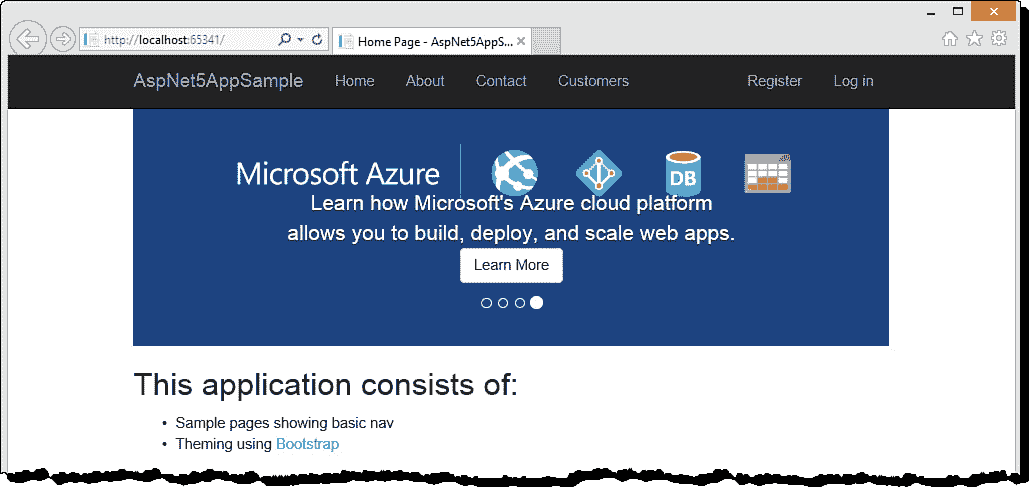 http://localhost:65341/
Home Page - AspNet5AppS...
AspNet5AppSample Home About Contact Customers Register Log in
Microsoft Azure
DB
Learn how Microsoft's Azure cloud platform
allows you to build, deploy, and scale web apps.
Learn More
This application consists of:
• Sample pages showing basic nav
• Theming using Bootstrap